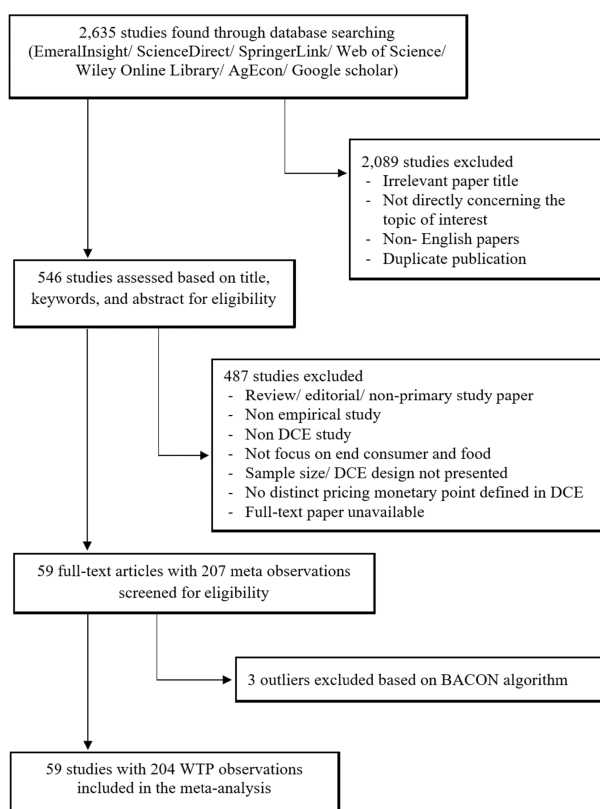 2,635 studies found through database searching
(EmeralInsight/ ScienceDirect/ SpringerLink/ Web of Science/
Wiley Online Library/ AgEcon/ Google scholar)
2,089 studies excluded
- Irrelevant paper title
- Not directly concerning the
topic of interest
- Non- English papers
- Duplicate publication
546 studies assessed based on title,
keywords, and abstract for eligibility
487 studies excluded
- Review/ editorial/ non-primary study paper
- Non empirical study
- Non DCE study
- Not focus on end consumer and food
- Sample size/ DCE design not presented
- No distinct pricing monetary point defined in DCE
- Full-text paper unavailable
59 full-text articles with 207 meta observations
screened for eligibility
3 outliers excluded based on BACON algorithm
59 studies with 204 WTP observations
included in the meta-analysis